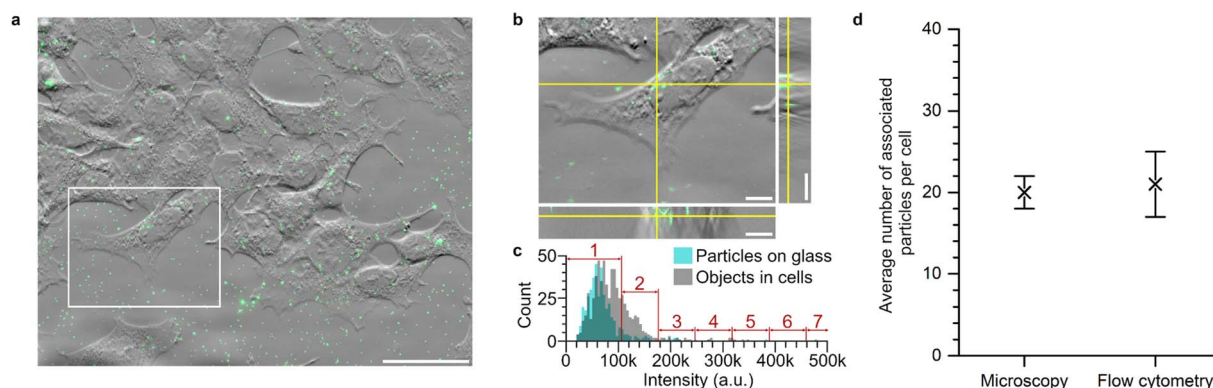 a
b
c
50
25
0
Count
1
2
3
4
5
6
7
Particles on glass
Objects in cells
0
100k
200k
300k
400k
500k
Intensity (a.u.)
d
40
30
20
10
0
Average number of associated
particles per cell
Microscopy
Flow cytometry